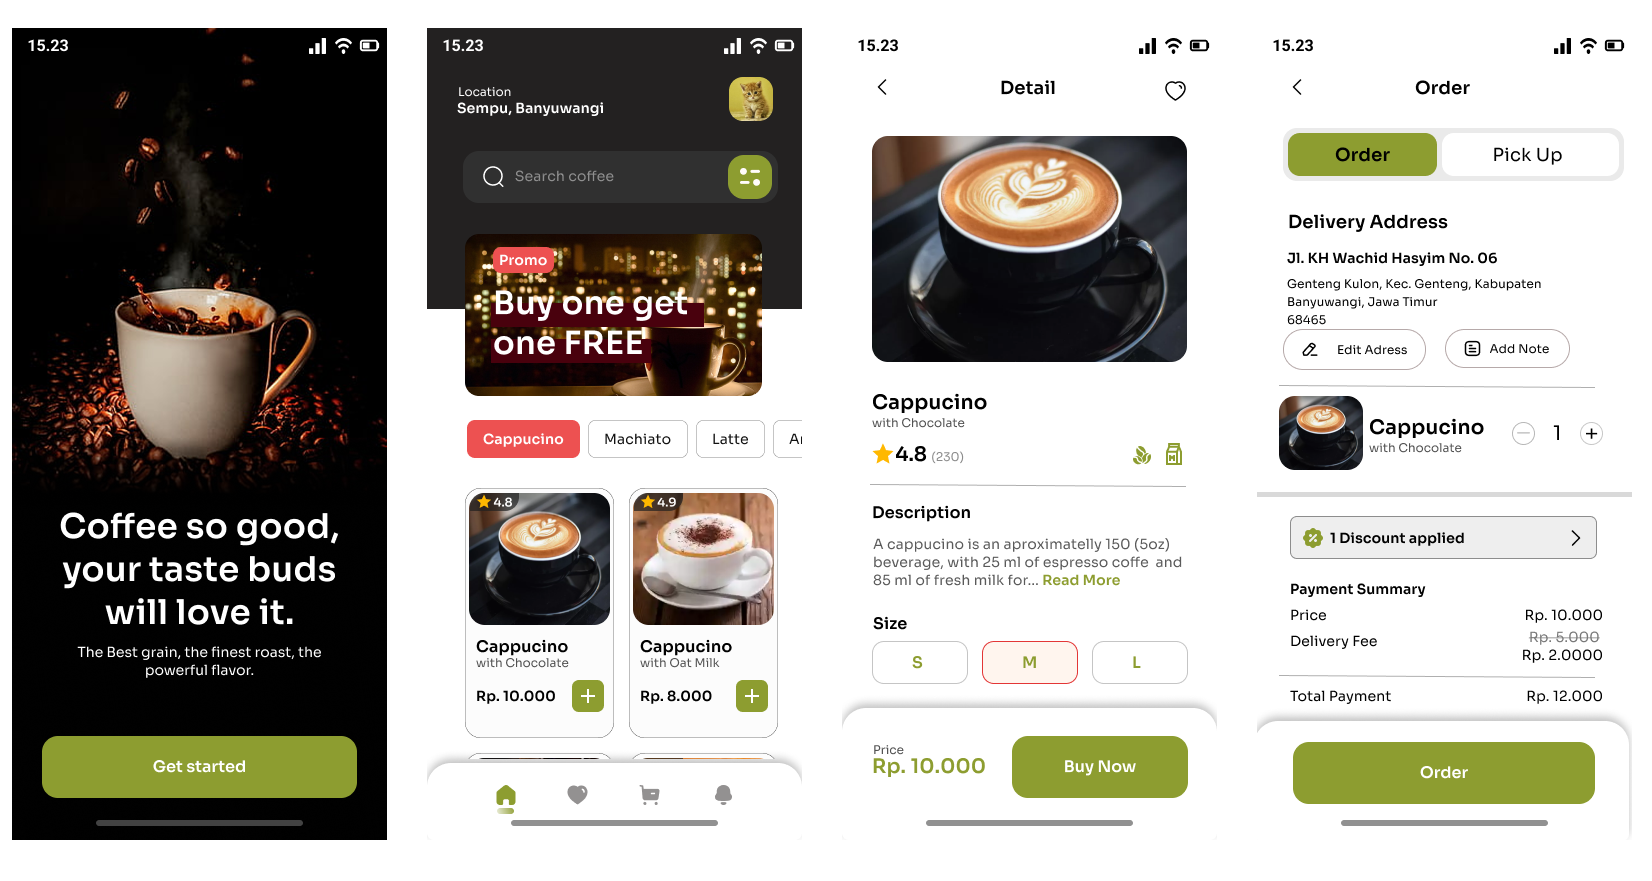 15.23
Coffee so good,
your taste buds
will love it.
The Best grain, the finest roast, the
powerful flavor.
Get started
15.23
Location
Sempu, Banyuwangi
Search coffee
Promo
Buy one get
one FREE
Cappucino
Machiato
Latte
4.8
Cappucino
with Chocolate
Rp. 10.000
4.9
Cappucino
with Oat Milk
Rp. 8.000
15.23
Detail
Cappucino
with Chocolate
4.8 (230)
Description
A cappucino is an aproximatelly 150 (5oz)
beverage, with 25 ml of espresso coffe and
85 ml of fresh milk for... Read More
Size
S
M
L
Price
Rp. 10.000
Buy Now
15.23
Order
Order
Pick Up
Delivery Address
Jl. KH Wachid Hasyim No. 06
Genteng Kulon, Kec. Genteng, Kabupaten
Banyuwangi, Jawa Timur
68465
Edit Adress
Add Note
Cappucino
with Chocolate
1
1 Discount applied
Payment Summary
Price
Rp. 10.000
Delivery Fee
Rp. 5.000
Rp. 2.0000
Total Payment
Rp. 12.000
Order